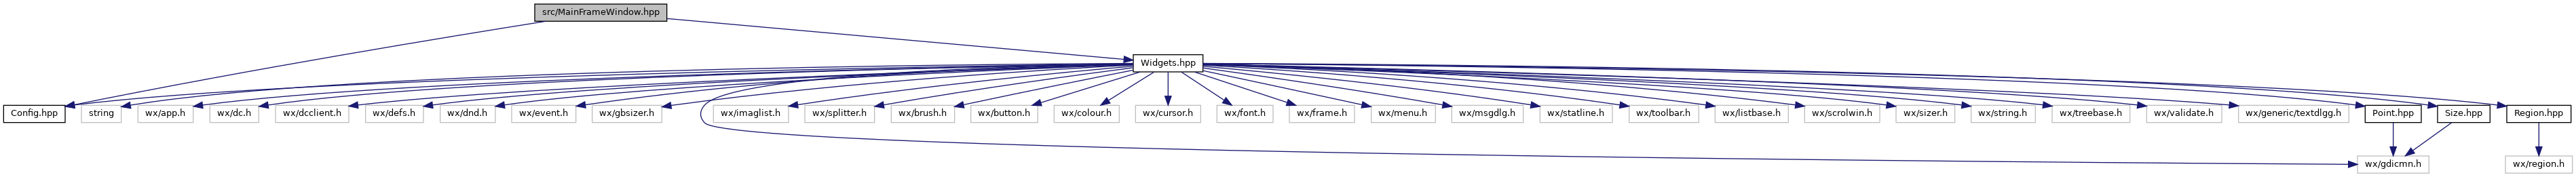 src/MainFrameWindow.hpp
Widgets.hpp
Config.hpp
string
wx/app.h
wx/dc.h
wx/dcclient.h
wx/defs.h
wx/dnd.h
wx/event.h
wx/gbsizer.h
wx/imaglist.h
wx/splitter.h
wx/brush.h
wx/button.h
wx/colour.h
wx/cursor.h
wx/font.h
wx/frame.h
wx/menu.h
wx/msgdlg.h
wx/statline.h
wx/toolbar.h
wx/listbase.h
wx/scrolwin.h
wx/sizer.h
wx/string.h
wx/treebase.h
wx/validate.h
wx/generic/textdlgg.h
Point.hpp
Size.hpp
Region.hpp
wx/gdicmn.h
wx/region.h